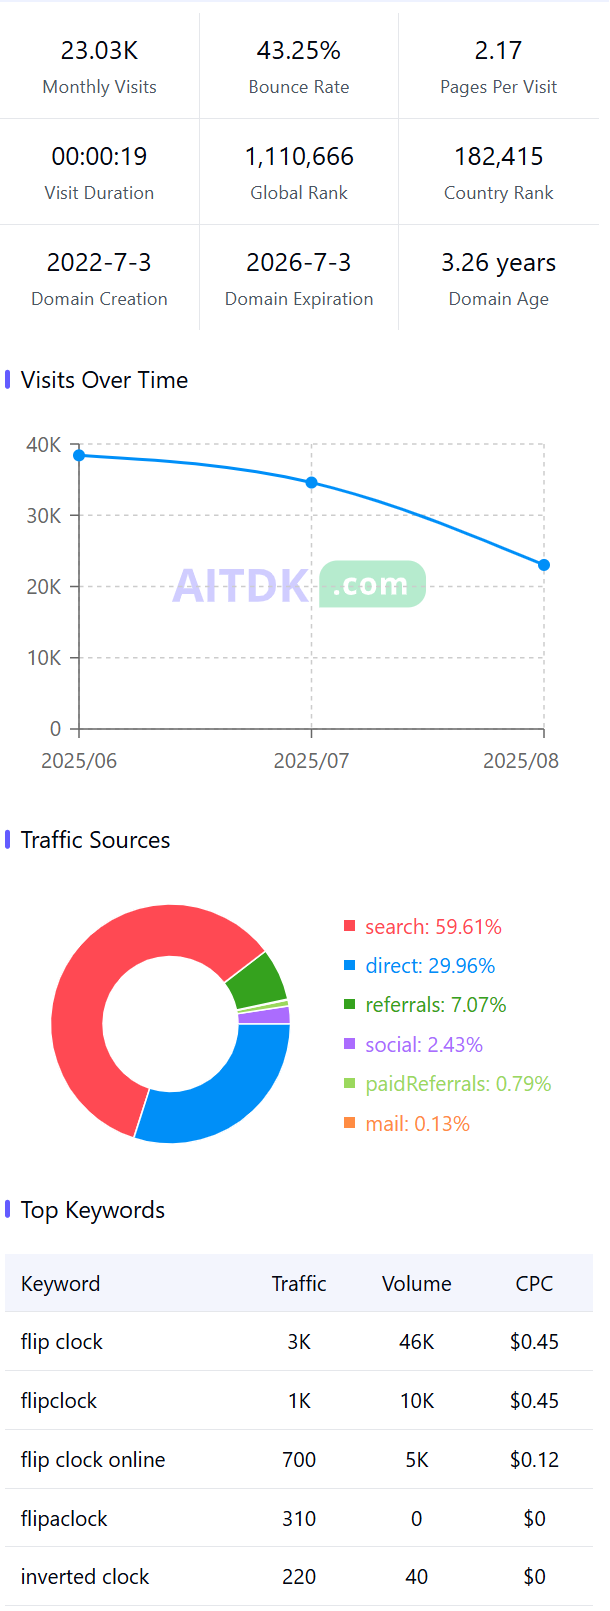 23.03K 43.25% 2.17
Monthly Visits Bounce Rate Pages Per Visit
00:00:19 1,110,666 182,415
Visit Duration Global Rank Country Rank
2022-7-3 2026-7-3 3.26 years
Domain Creation Domain Expiration Domain Age
Visits Over Time
40K
30K
20K
10K
0
AITDK .com
2025/06 2025/07 2025/08
Traffic Sources
search: 59.61%
direct: 29.96%
referrals: 7.07%
social: 2.43%
paidReferrals: 0.79%
mail: 0.13%
Top Keywords
Keyword Traffic Volume CPC
flip clock 3K 46K $0.45
flipclock 1K 10K $0.45
flip clock online 700 5K $0.12
flipaclock 310 0 $0
inverted clock 220 40 $0